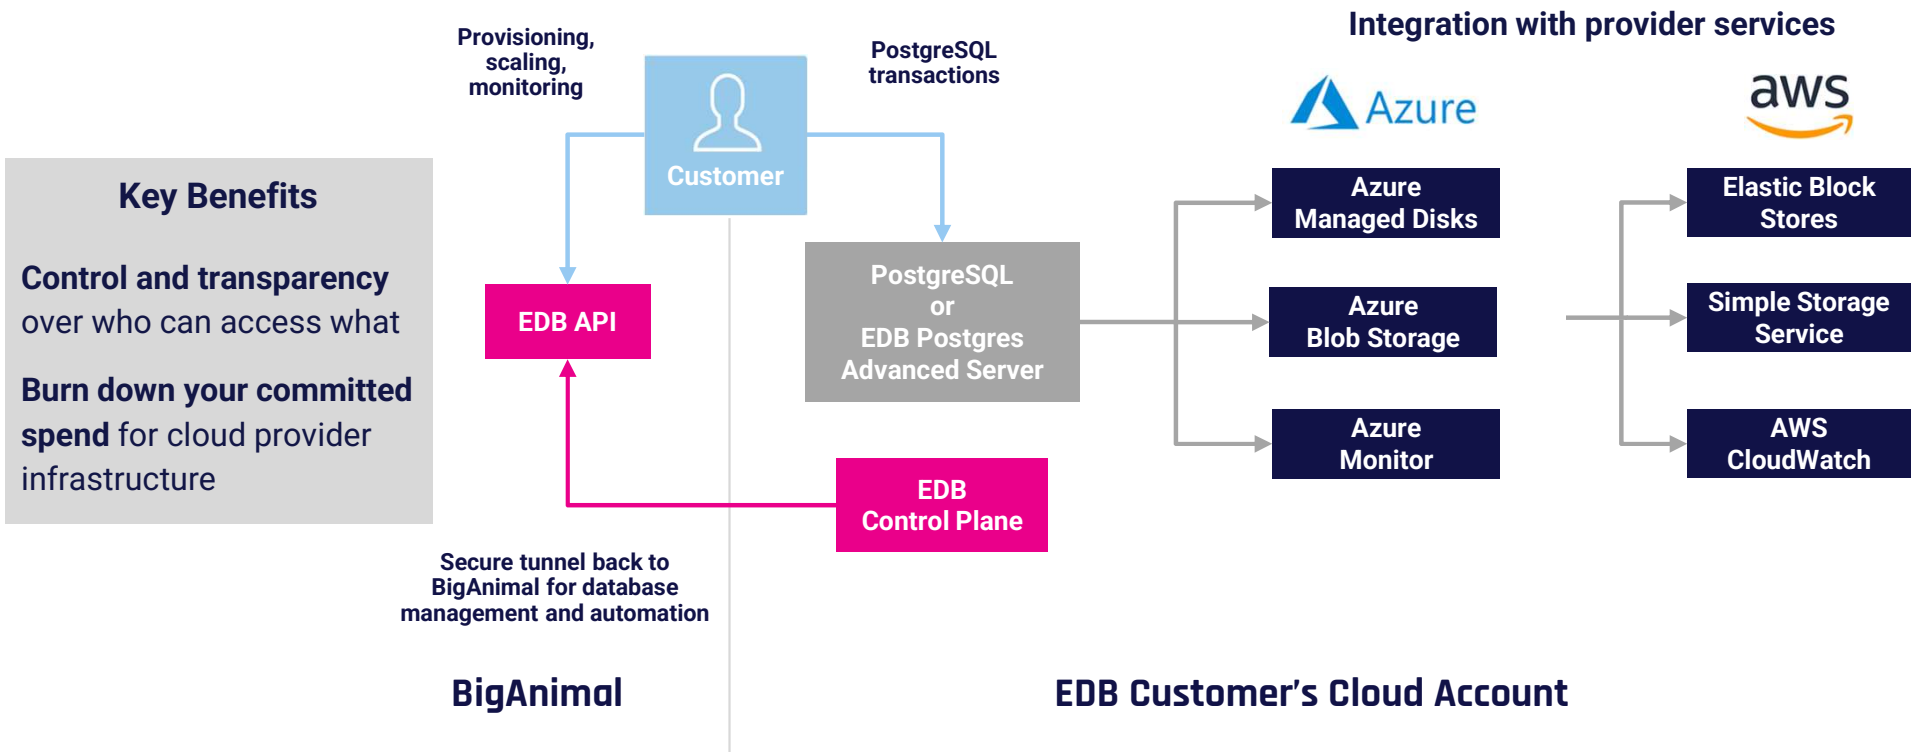 Integration with provider services
Provisioning,
scaling,
monitoring
PostgreSQL
transactions
Azure
aws
Customer
Key Benefits
Control and transparency
over who can access what
Burn down your committed
spend for cloud provider
infrastructure
EDB API
PostgreSQL
or
EDB Postgres
Advanced Server
Azure
Managed Disks
Azure
Blob Storage
Azure
Monitor
Elastic Block
Stores
Simple Storage
Service
AWS
CloudWatch
EDB
Control Plane
Secure tunnel back to
BigAnimal for database
management and automation
BigAnimal
EDB Customer's Cloud Account